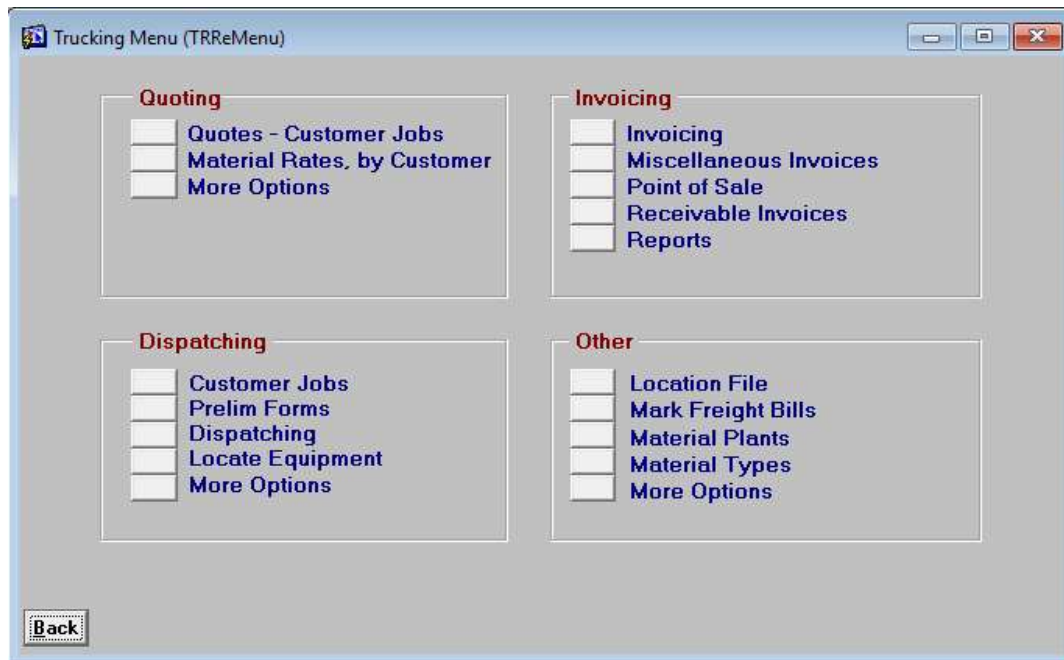 Trucking Menu (TRReMenu)
Quoting
Quotes - Customer Jobs
Material Rates, by Customer
More Options
Invoicing
Invoicing
Miscellaneous Invoices
Point of Sale
Receivable Invoices
Reports
Dispatching
Customer Jobs
Prelim Forms
Dispatching
Locate Equipment
More Options
Other
Location File
Mark Freight Bills
Material Plants
Material Types
More Options
Back